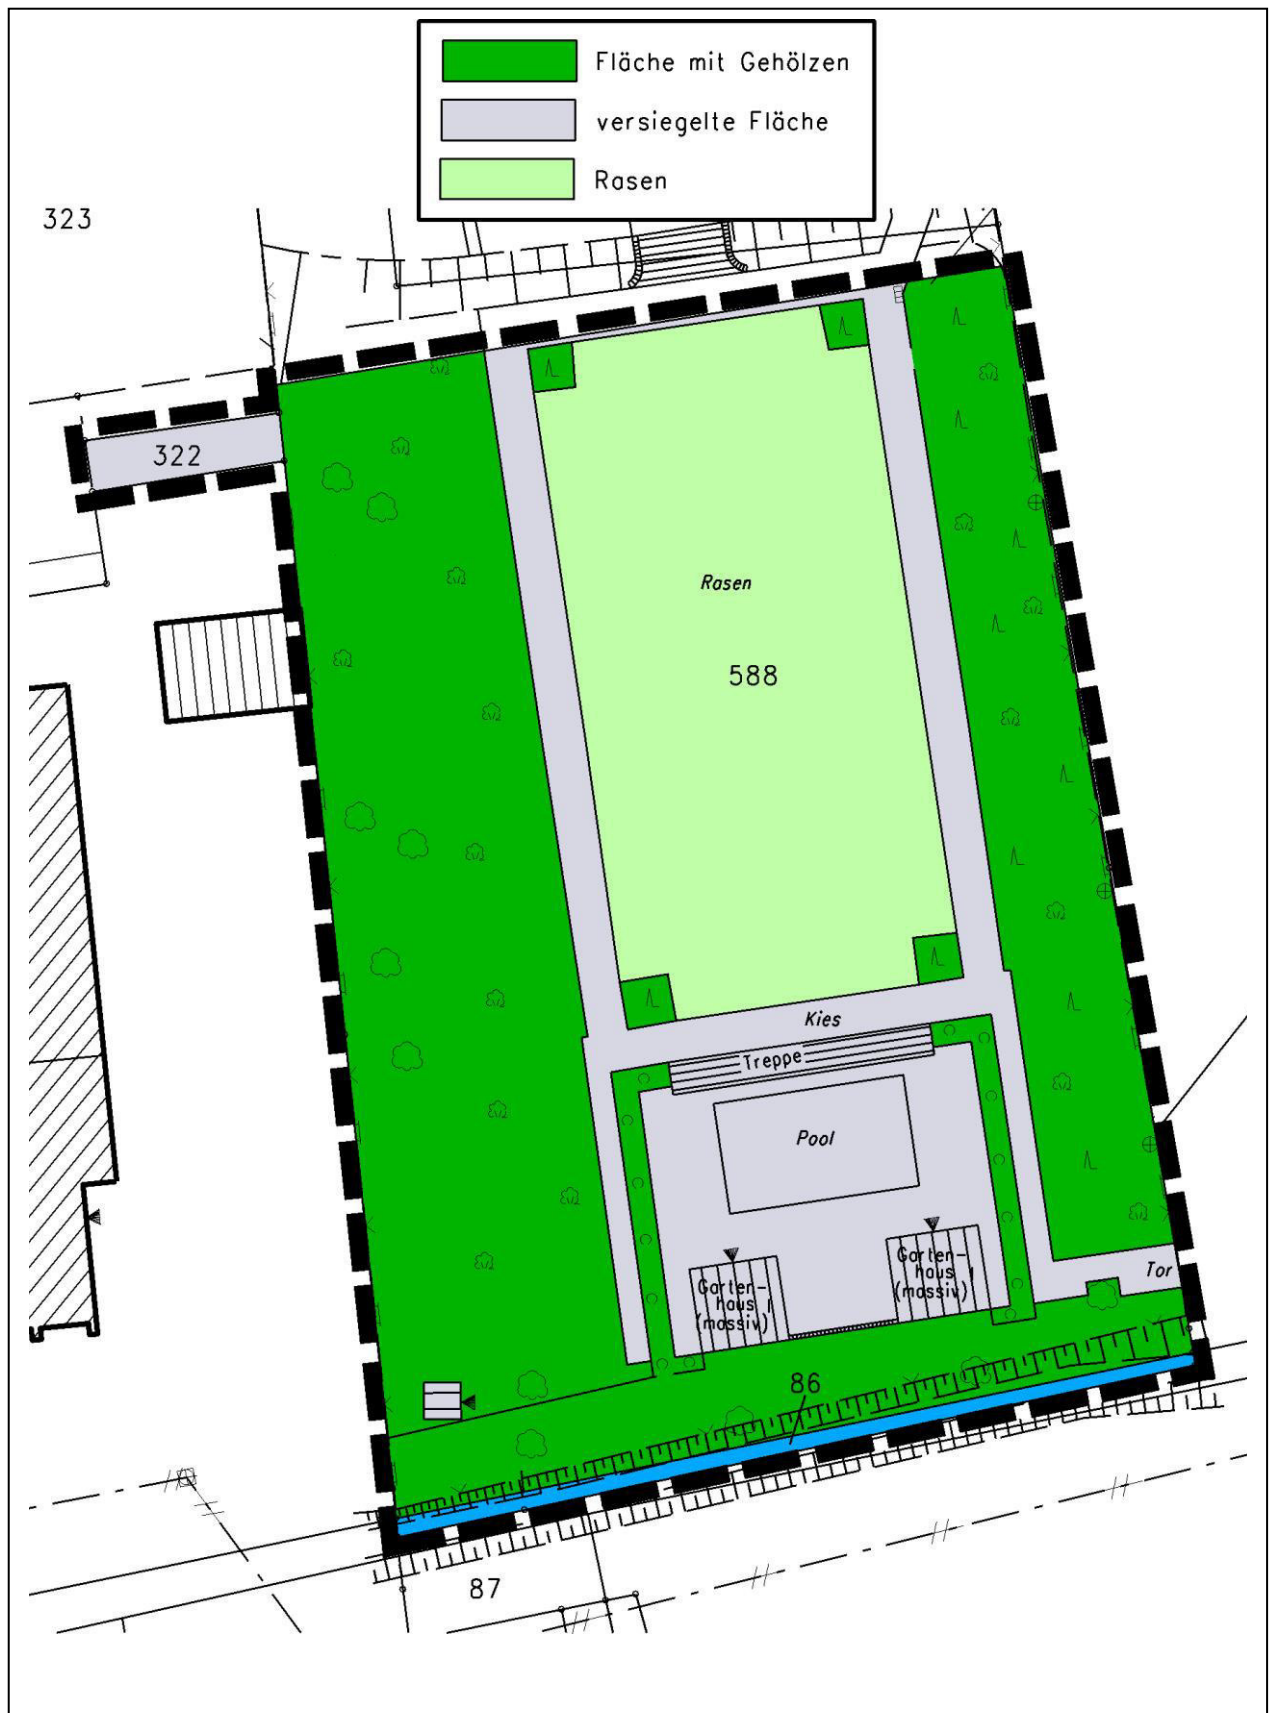 Fläche mit Gehölzen
versiegelte Fläche
Rasen
323
322
Rasen
588
Kies
Treppe
Pool
Garten-
haus
(massiv)
Garten-
haus
(massiv)
Tor
86
87